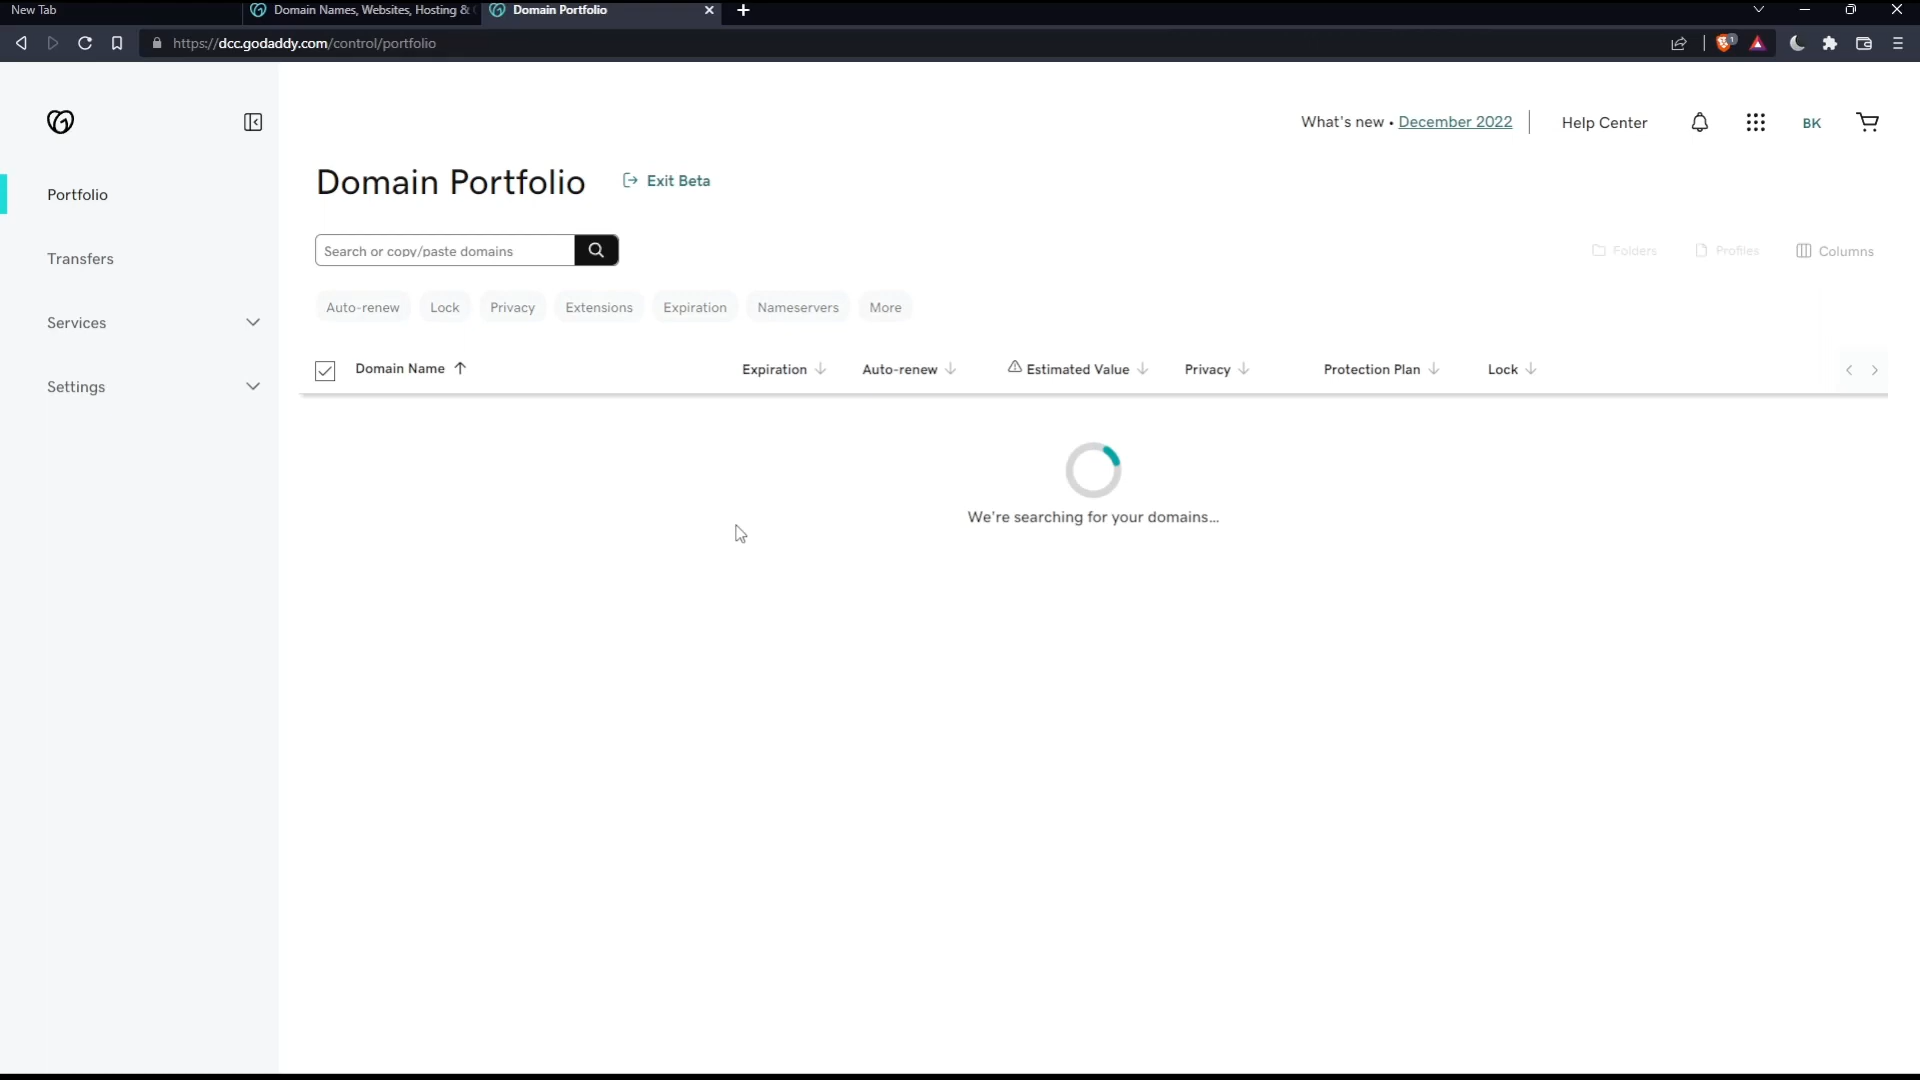 New Tab
Domain Names, Websites, Hosting &
Domain Portfolio
https://dcc.godaddy.com/control/portfolio
What's new • December 2022
Help Center
BK
Portfolio
Transfers
Services
Settings
Domain Portfolio
Exit Beta
Search or copy/paste domains
Folders
Profiles
Columns
Auto-renew
Lock
Privacy
Extensions
Expiration
Nameservers
More
Domain Name
Expiration
Auto-renew
Estimated Value
Privacy
Protection Plan
Lock
We're searching for your domains...